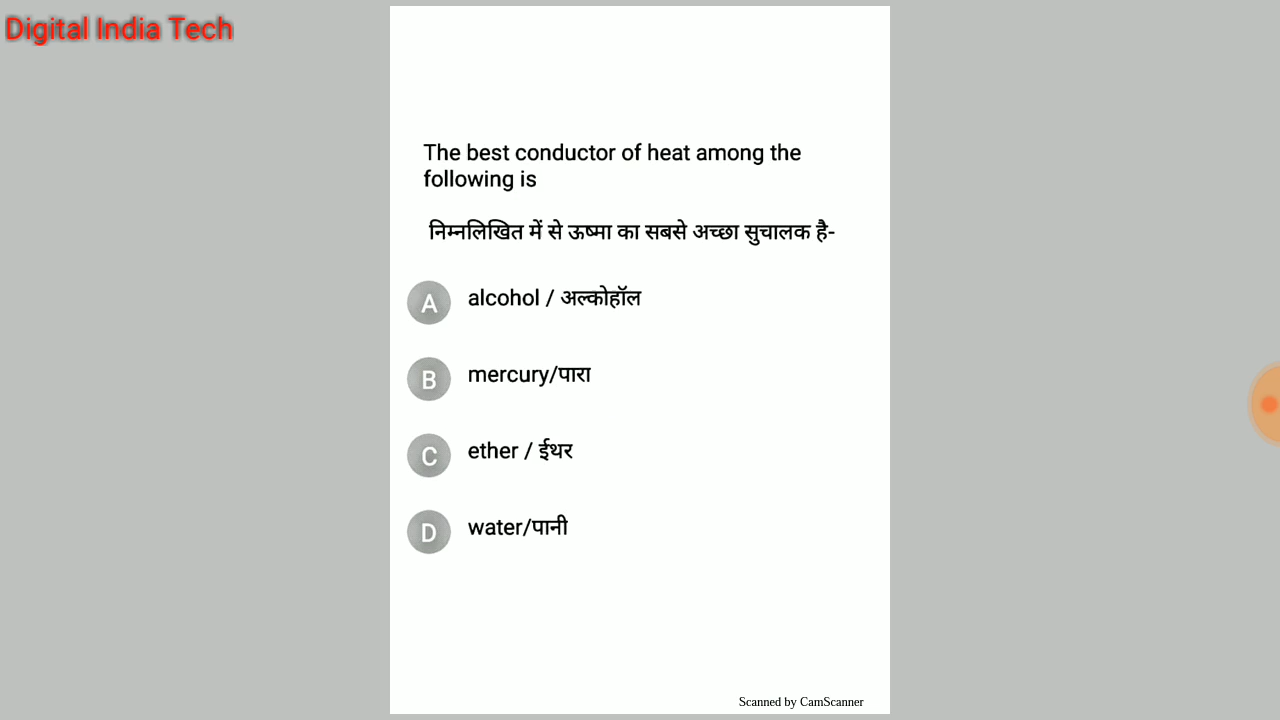 Digital India Tech
The best conductor of heat among the
following is
निम्नलिखित में से ऊष्मा का सबसे अच्छा सुचालक है-
A alcohol / अल्कोहॉल
B mercury/पारा
C ether / ईथर
D water/पानी
Scanned by CamScanner